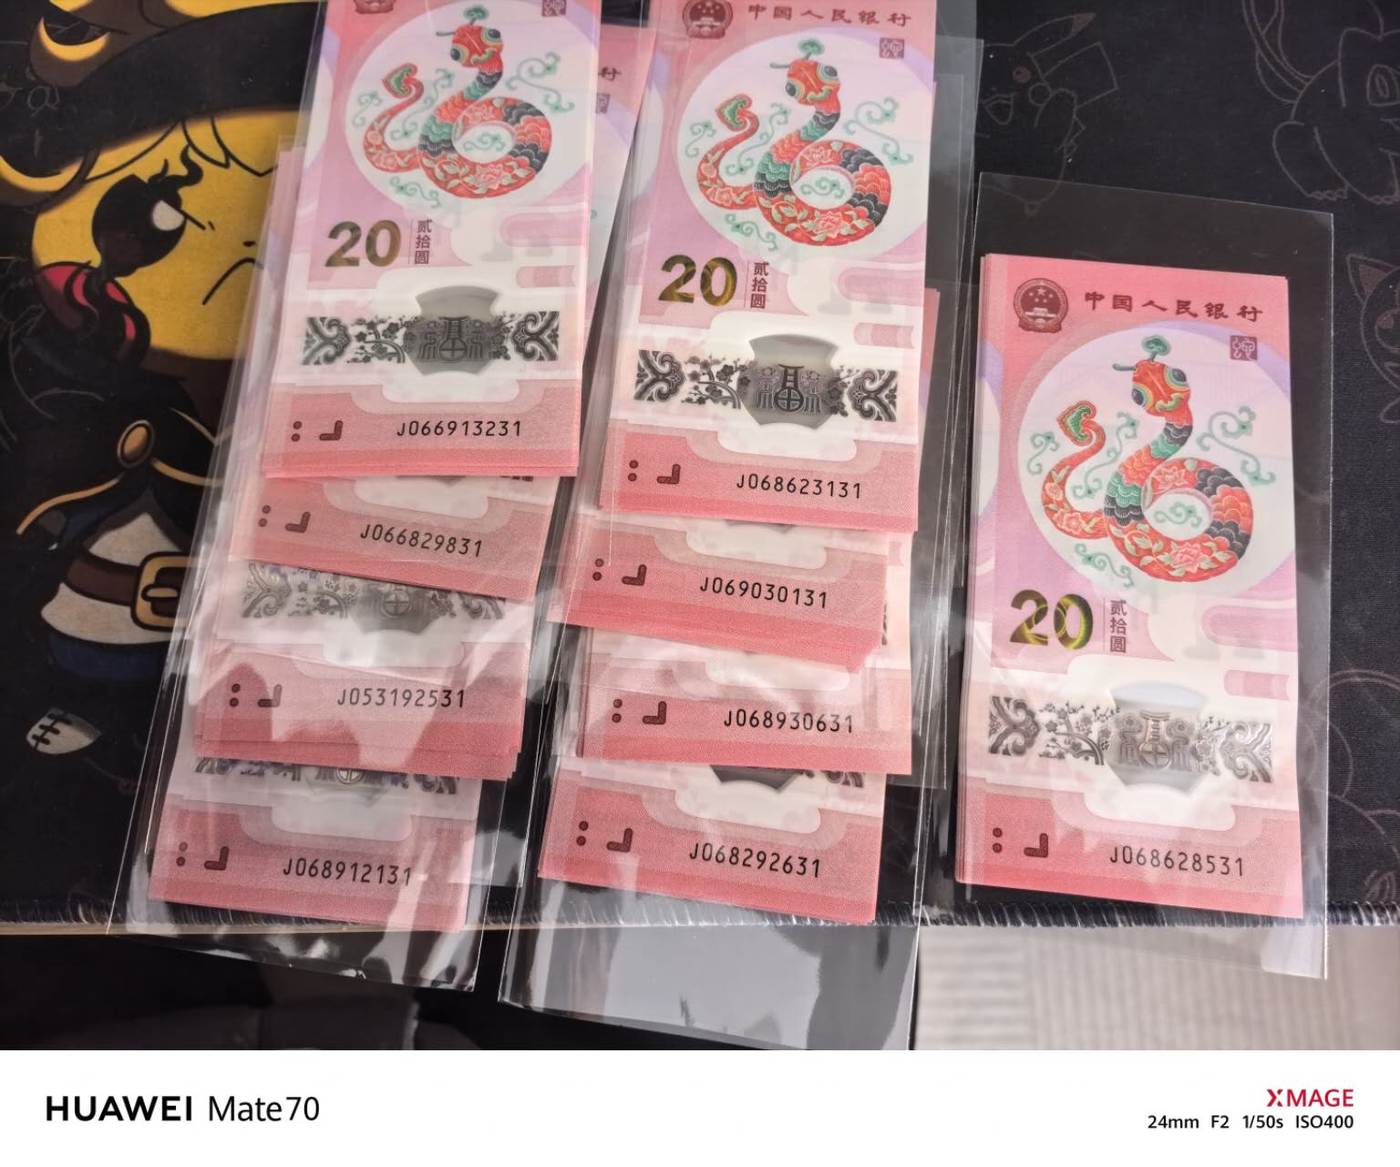 中国人民银行
20
贰拾圆
J066913231
J066829831
J053192531
J068912131
行
中国人民银行
20
贰拾圆
J068623131
J069030131
J068930631
J068292631
中国人民银行
20
贰拾圆
J068628531
HUAWEI Mate70
XMAGE
24mm F2 1/50s ISO400